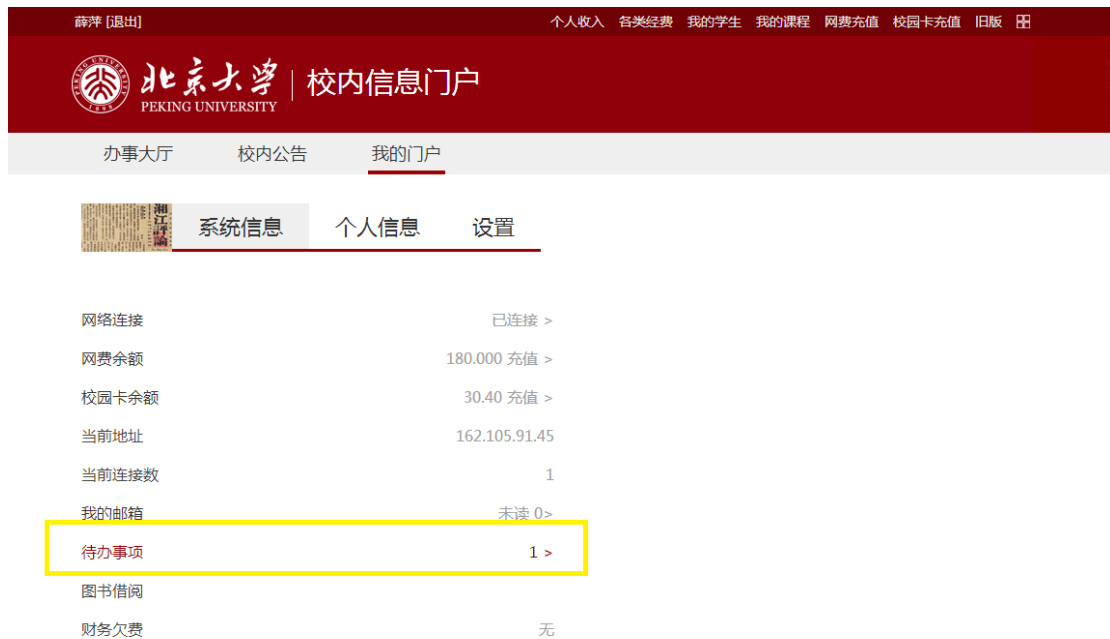 薛萍 [退出] 个人收入 各类经费 我的学生 我的课程 网费充值 校园卡充值 旧版
北京大学 校内信息门户
PEKING UNIVERSITY
办事大厅 校内公告 我的门户
湘江評論 系统信息 个人信息 设置
网络连接 已连接 >
网费余额 180.000 充值 >
校园卡余额 30.40 充值 >
当前地址 162.105.91.45
当前连接数 1
我的邮箱 未读 0>
待办事项 1 >
图书借阅
财务欠费 无